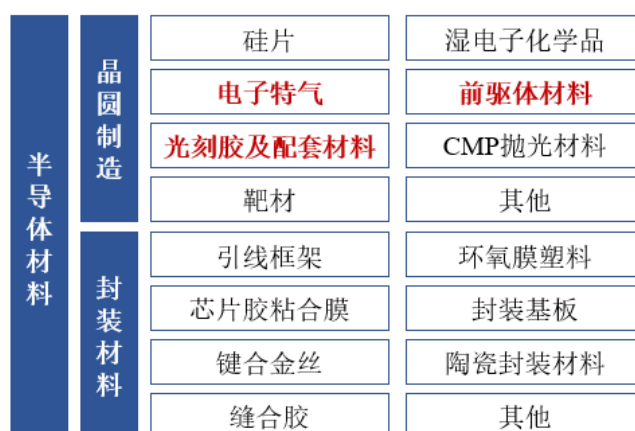 半导体材料
晶圆制造
硅片
湿电子化学品
电子特气
前驱体材料
光刻胶及配套材料
CMP抛光材料
靶材
其他
封装材料
引线框架
环氧膜塑料
芯片胶粘合膜
封装基板
键合金丝
陶瓷封装材料
缝合胶
其他